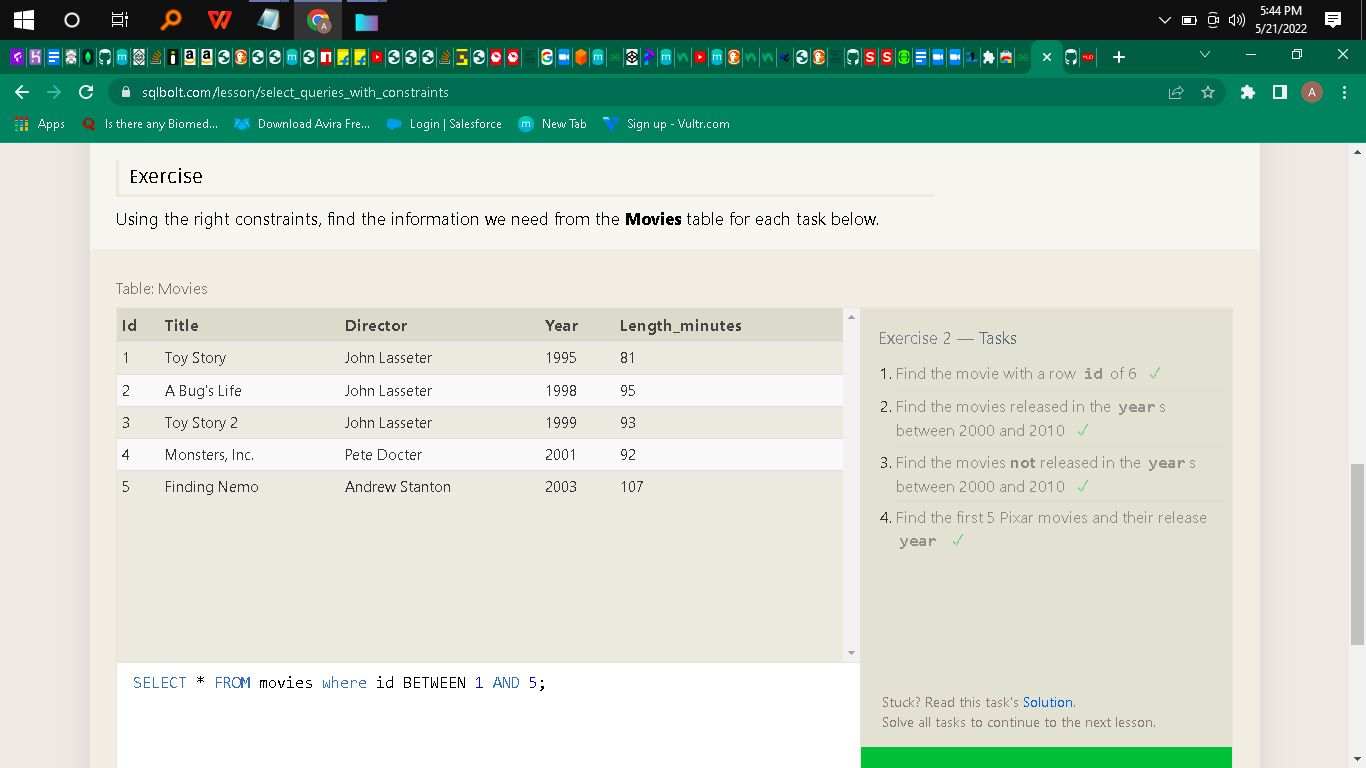 5:44 PM
5/21/2022
A
sqlbolt.com/lesson/select_queries_with_constraints
A
Apps
Is there any Biomed...
Download Avira Fre...
Login | Salesforce
New Tab
Sign up - Vultr.com
Exercise
Using the right constraints, find the information we need from the Movies table for each task below.
Table: Movies
Id Title Director Year Length_minutes
1 Toy Story John Lasseter 1995 81
2 A Bug's Life John Lasseter 1998 95
3 Toy Story 2 John Lasseter 1999 93
4 Monsters, Inc. Pete Docter 2001 92
5 Finding Nemo Andrew Stanton 2003 107
SELECT * FROM movies where id BETWEEN 1 AND 5;
Exercise 2 — Tasks
1. Find the movie with a row id of 6 ✓
2. Find the movies released in the year s
between 2000 and 2010 ✓
3. Find the movies not released in the year s
between 2000 and 2010 ✓
4. Find the first 5 Pixar movies and their release
year ✓
Stuck? Read this task's Solution.
Solve all tasks to continue to the next lesson.